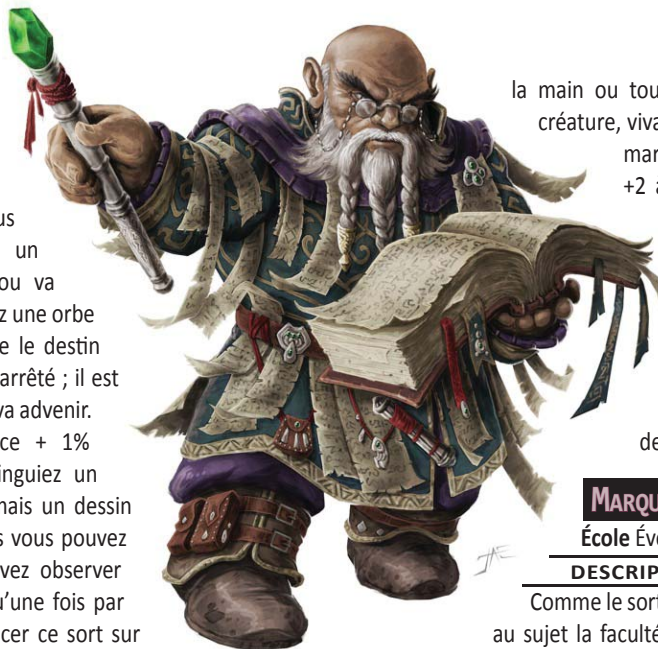 us
un
ou va
z une orbe
e le destin
arrêté ; il est
va advenir.
ce + 1%
inguiez un
mais un dessin
s vous pouvez
vez observer
u'une fois par
cer ce sort sur
la main ou tou
créature, viva
mar
+2 a
de
MARQU
École Év
DESCRIP
Comme le sort
au sujet la faculté